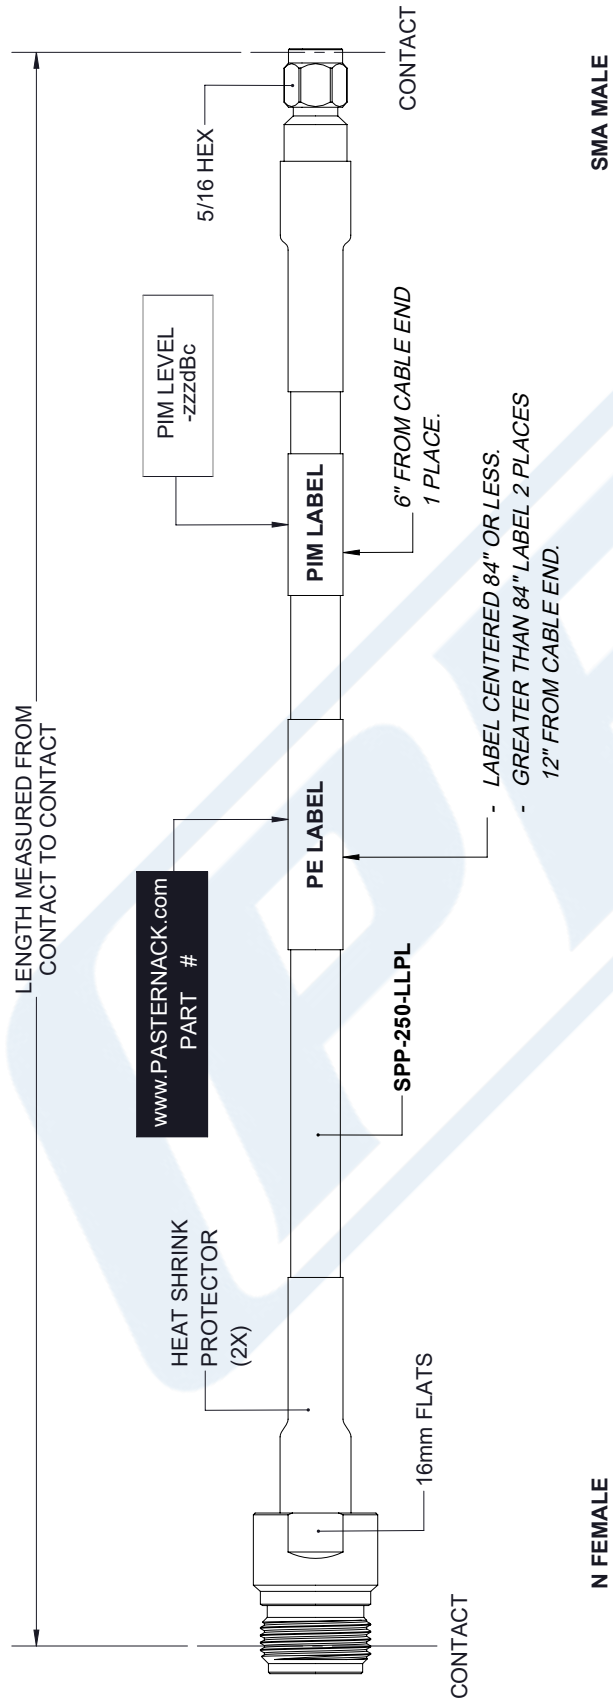 LENGTH MEASURED FROM
CONTACT TO CONTACT
www.PASTERNACK.com
PART #
PIM LEVEL
-zzzdBc
5/16 HEX
HEAT SHRINK
PROTECTOR
(2X)
PE LABEL
PIM LABEL
CONTACT
16mm FLATS
SPP-250-LLPL
6" FROM CABLE END
1 PLACE.
CONTACT
- LABEL CENTERED 84" OR LESS.
- GREATER THAN 84" LABEL 2 PLACES
12" FROM CABLE END.
N FEMALE
SMA MALE